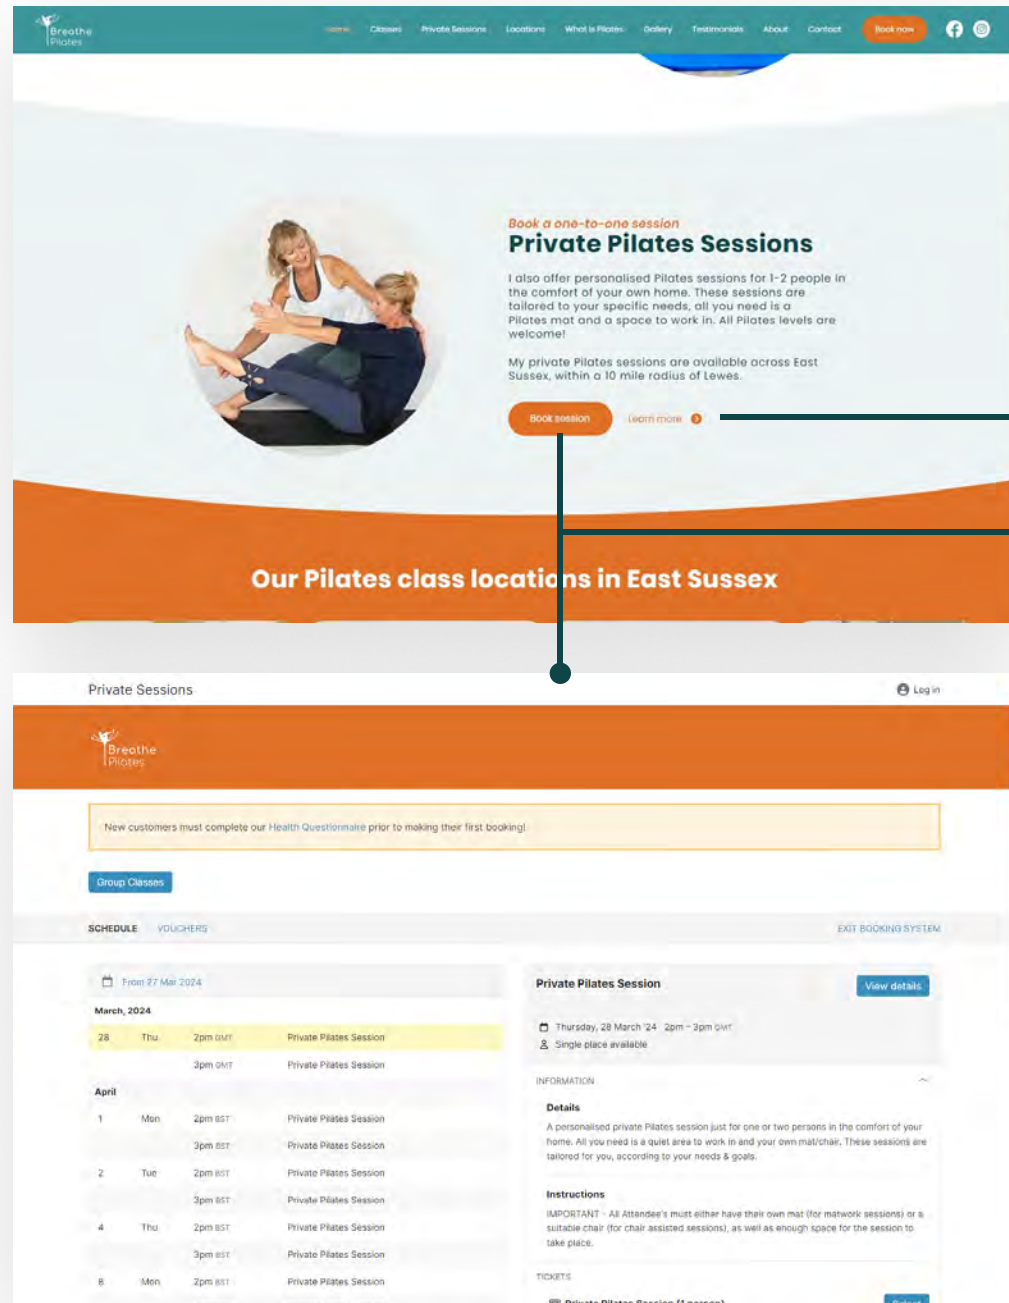 Breathe
Pilates
Home Classes Private Sessions Locations What is Pilates Gallery Testimonials About Contact Book now
Book a one-to-one session
Private Pilates Sessions
I also offer personalised Pilates sessions for 1-2 people in
the comfort of your own home. These sessions are
tailored to your specific needs, all you need is a
Pilates mat and a space to work in. All Pilates levels are
welcome!
My private Pilates sessions are available across East
Sussex, within a 10 mile radius of Lewes.
Book session Learn more
Our Pilates class locations in East Sussex
Private Sessions Log in
Breathe
Pilates
New customers must complete our Health Questionnaire prior to making their first booking!
Group Classes
SCHEDULE VOUCHERS EXIT BOOKING SYSTEM
From 27 Mar 2024
March, 2024
28 Thu 2pm GMT Private Pilates Session
3pm GMT Private Pilates Session
April
1 Mon 2pm BST Private Pilates Session
3pm BST Private Pilates Session
2 Tue 2pm BST Private Pilates Session
3pm BST Private Pilates Session
4 Thu 2pm BST Private Pilates Session
3pm BST Private Pilates Session
8 Mon 2pm BST Private Pilates Session
Private Pilates Session View details
Thursday, 28 March '24 2pm - 3pm GMT
Single place available
INFORMATION
Details
A personalised private Pilates session just for one or two persons in the comfort of your
home. All you need is a quiet area to work in and your own mat/chair. These sessions are
tailored for you, according to your needs & goals.
Instructions
IMPORTANT - All Attendee's must either have their own mat (for matwork sessions) or a
suitable chair (for chair assisted sessions), as well as enough space for the session to
take place.
TICKETS
Private Pilates Session (1 person) Select